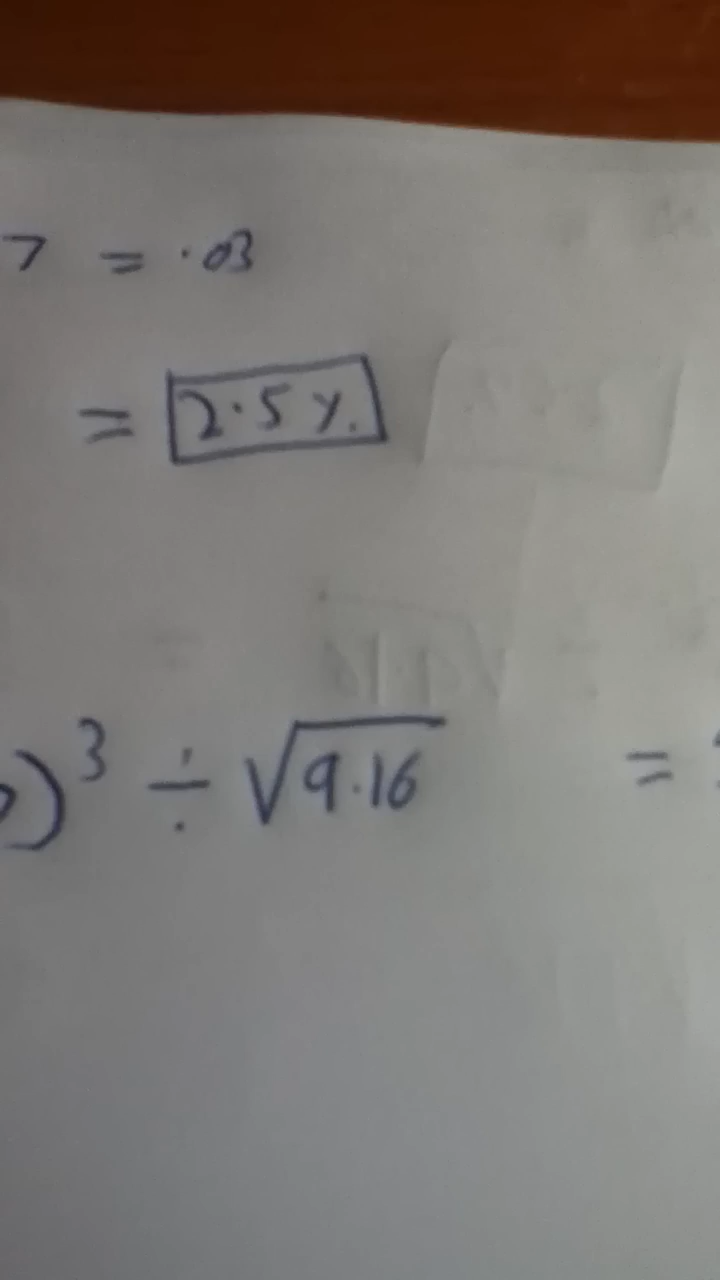 7 = .03
= 2.5 %.
)³ ÷ √9.16 =